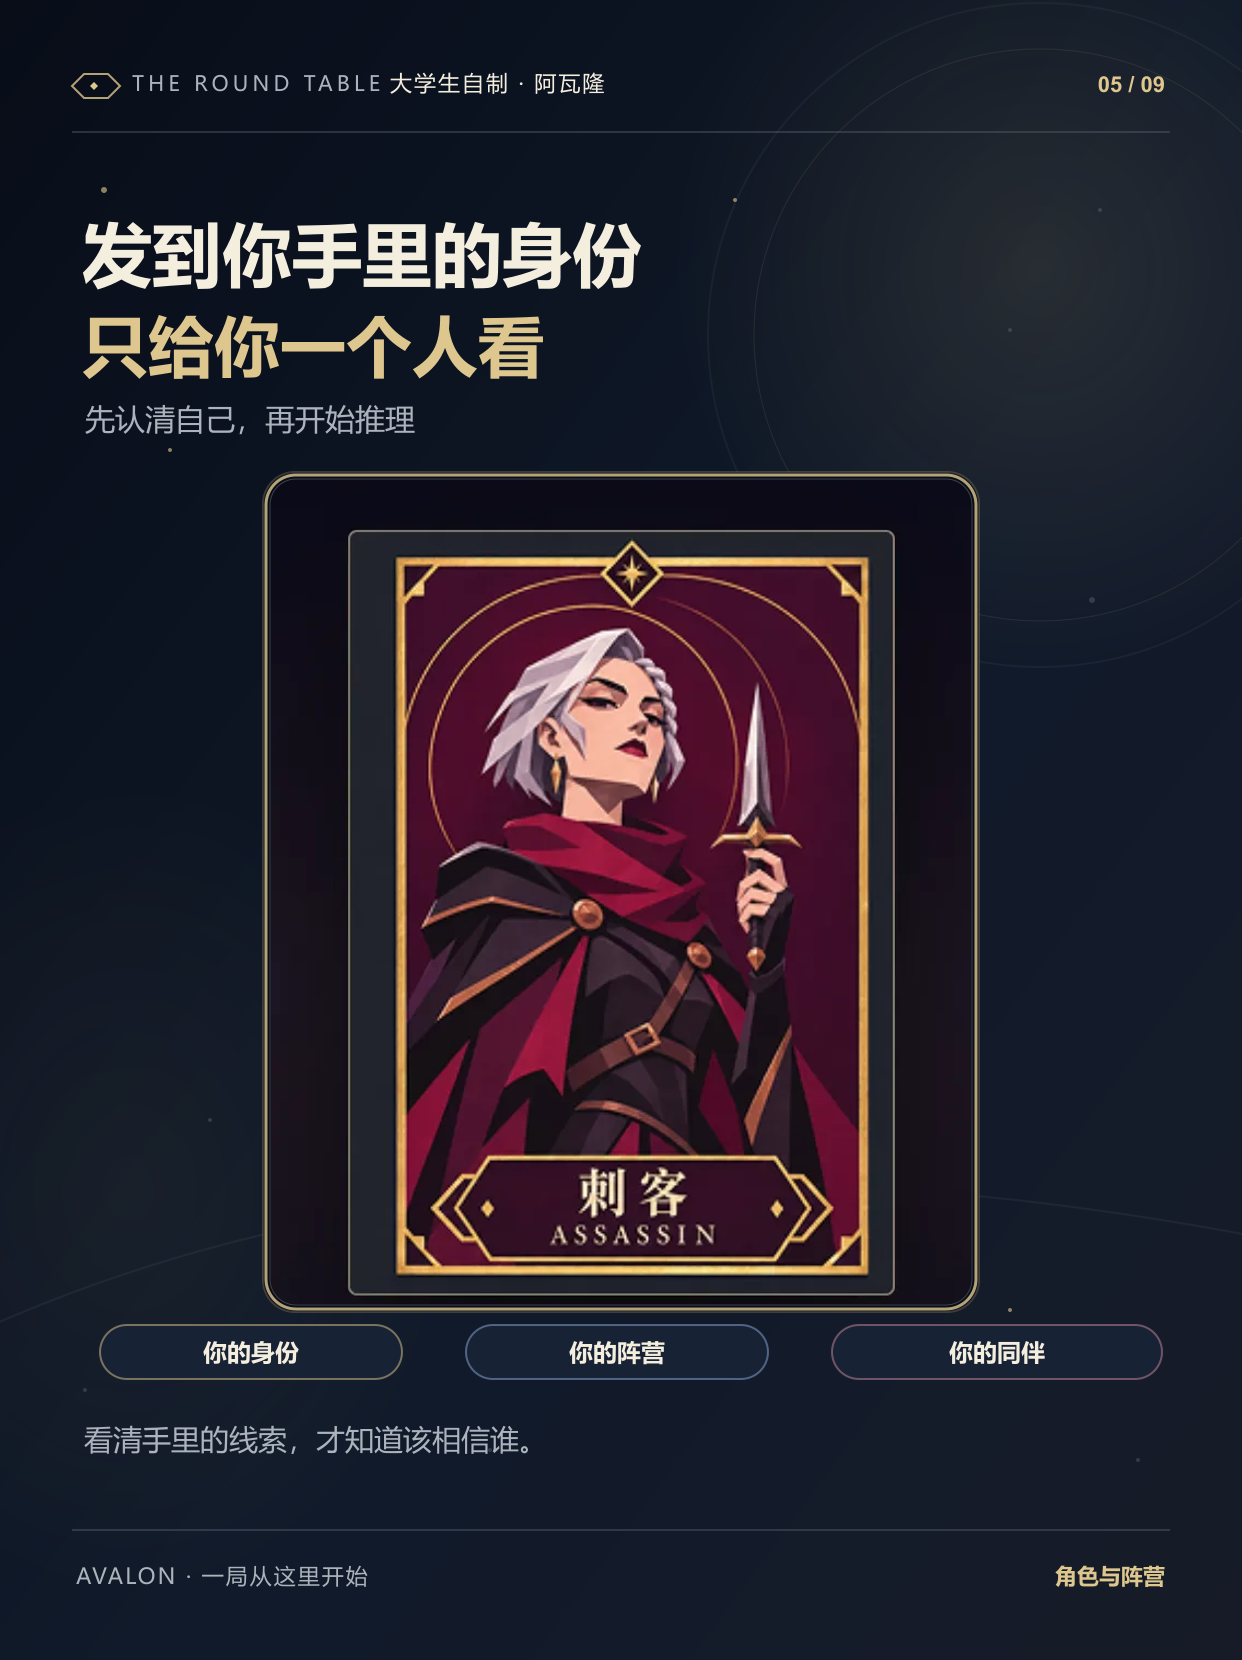 THE ROUND TABLE 大学生自制 · 阿瓦隆
05 / 09
发到你手里的身份
只给你一个人看
先认清自己，再开始推理
刺客
ASSASSIN
你的身份
你的阵营
你的同伴
看清手里的线索，才知道该相信谁。
AVALON · 一局从这里开始
角色与阵营